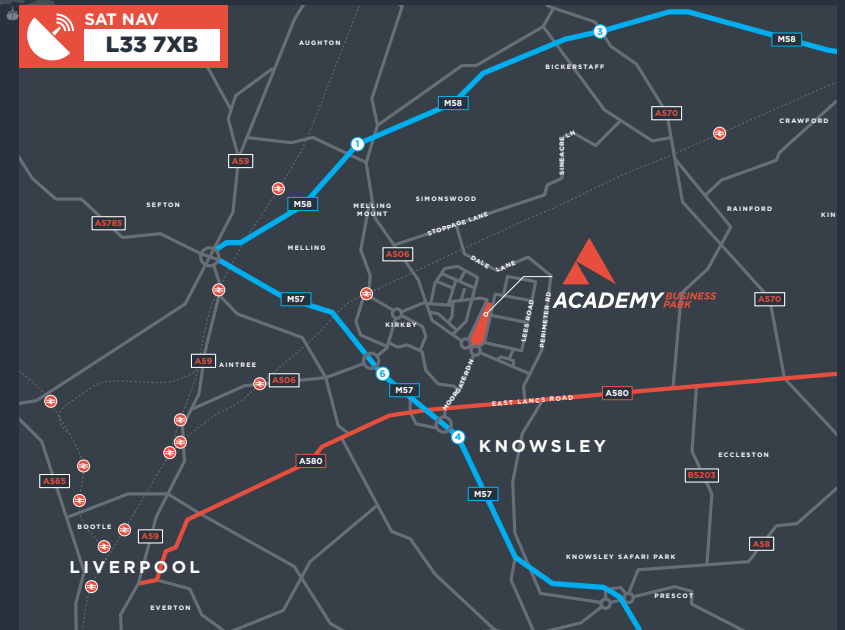 SAT NAV
L33 7XB
AUGHTON
3
M58
BICKERSTAFF
M58
A570
CRAWFORD
1
A59
SINEACRE LN
SEFTON
M58
MELLING
MOUNT
SIMONSWOOD
RAINFORD
A5785
STOPPAGE LANE
KIN
MELLING
A506
DALE LANE
M57
ACADEMY BUSINESS
PARK
A570
LEES ROAD
PERIMETER RD
KIRKBY
A59
AINTREE
6
A506
M57
MOORGATE RD
EAST LANCS ROAD
A580
4
KNOWSLEY
A580
ECCLESTON
A565
B5203
M57
BOOTLE
A59
A58
KNOWSLEY SAFARI PARK
LIVERPOOL
PRESCOT
EVERTON